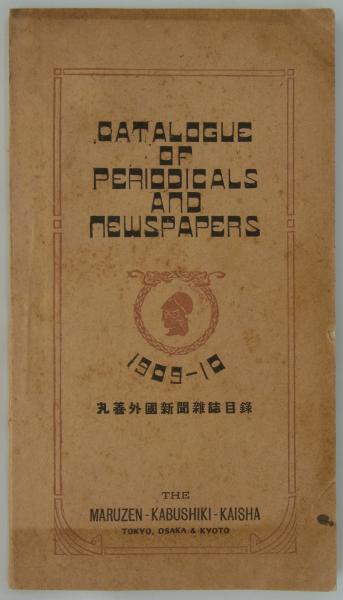 CATALOGUE
OF
PERIODICALS
AND
NEWSPAPERS
1909-10
丸善外國新聞雜誌目錄
THE
MARUZEN-KABUSHIKI-KAISHA
TOKYO, OSAKA & KYOTO